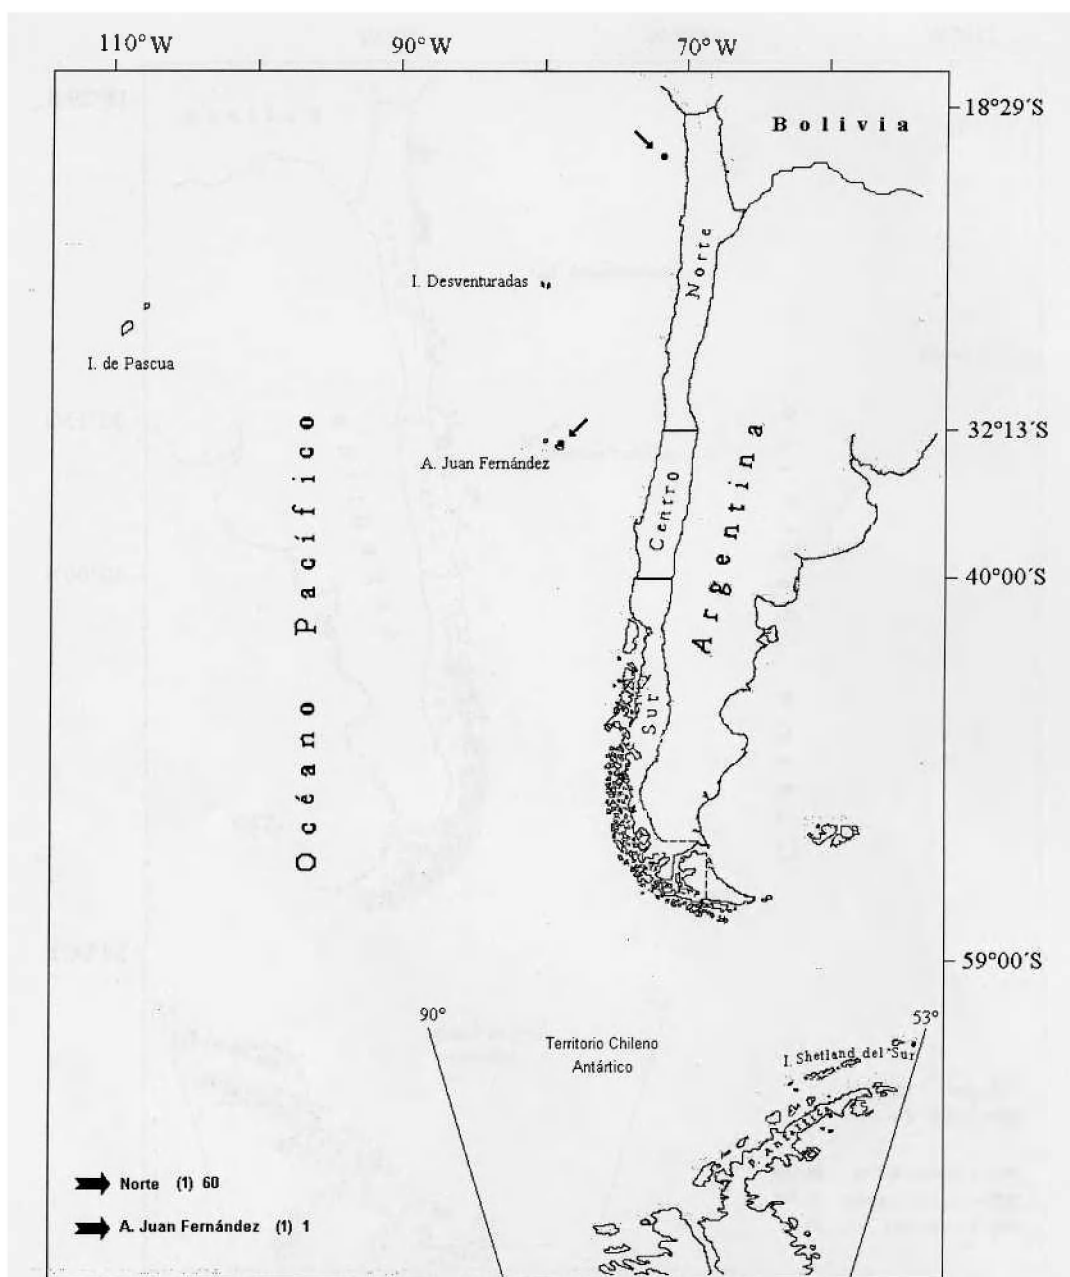 110°W 90°W 70°W
18°29´S
Bolivia
Norte
I. Desventuradas
I. de Pascua
32°13´S
A. Juan Fernández
Centro
Argentina
Océano Pacífico
40°00´S
Sur
59°00´S
90°
53°
Territorio Chileno
Antártico
I. Shetland del Sur
Norte (1) 60
A. Juan Fernández (1) 1